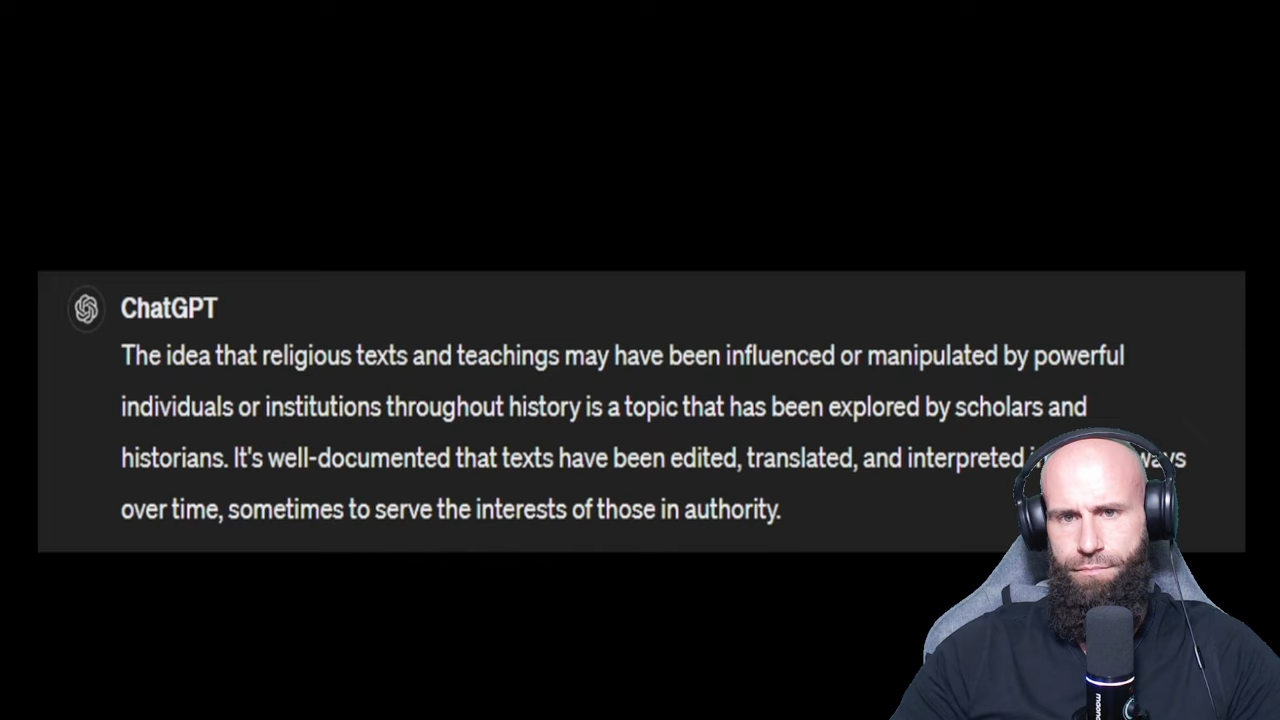 ChatGPT
The idea that religious texts and teachings may have been influenced or manipulated by powerful
individuals or institutions throughout history is a topic that has been explored by scholars and
historians. It's well-documented that texts have been edited, translated, and interpreted ways
over time, sometimes to serve the interests of those in authority.